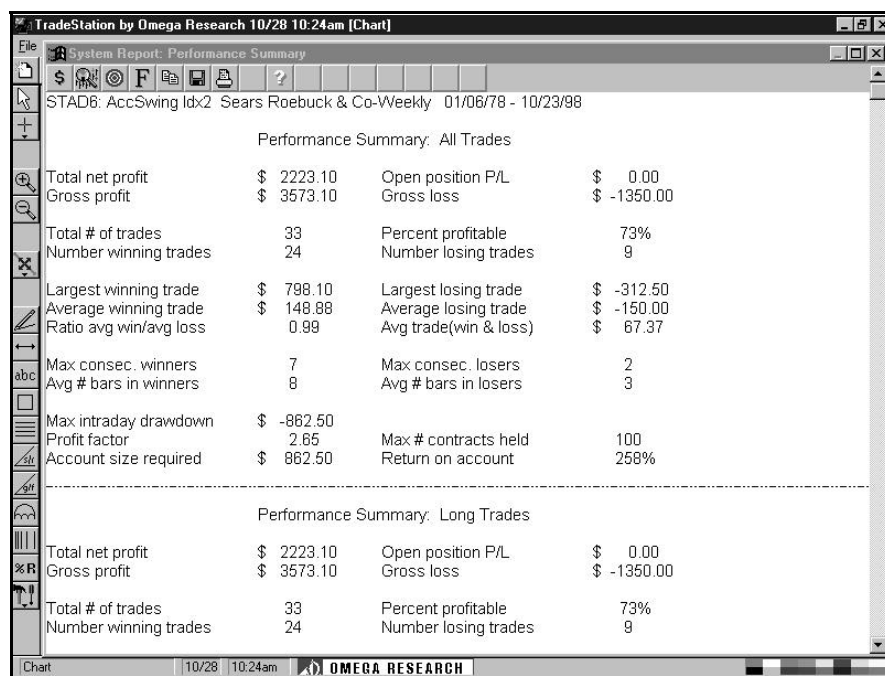 TradeStation by Omega Research 10/28 10:24am [Chart]
File
System Report: Performance Summary
$ F ?
STAD6: AccSwing Idx2 Sears Roebuck & Co-Weekly 01/06/78 - 10/23/98
Performance Summary: All Trades
Total net profit $ 2223.10 Open position P/L $ 0.00
Gross profit $ 3573.10 Gross loss $ -1350.00
Total # of trades 33 Percent profitable 73%
Number winning trades 24 Number losing trades 9
Largest winning trade $ 798.10 Largest losing trade $ -312.50
Average winning trade $ 148.88 Average losing trade $ -150.00
Ratio avg win/avg loss 0.99 Avg trade(win & loss) $ 67.37
Max consec. winners 7 Max consec. losers 2
abc
Avg # bars in winners 8 Avg # bars in losers 3
Max intraday drawdown $ -862.50
Profit factor 2.65 Max # contracts held 100
Account size required $ 862.50 Return on account 258%
Performance Summary: Long Trades
Total net profit $ 2223.10 Open position P/L $ 0.00
%R
Gross profit $ 3573.10 Gross loss $ -1350.00
Total # of trades 33 Percent profitable 73%
Number winning trades 24 Number losing trades 9
Chart 10/28 10:24am OMEGA RESEARCH